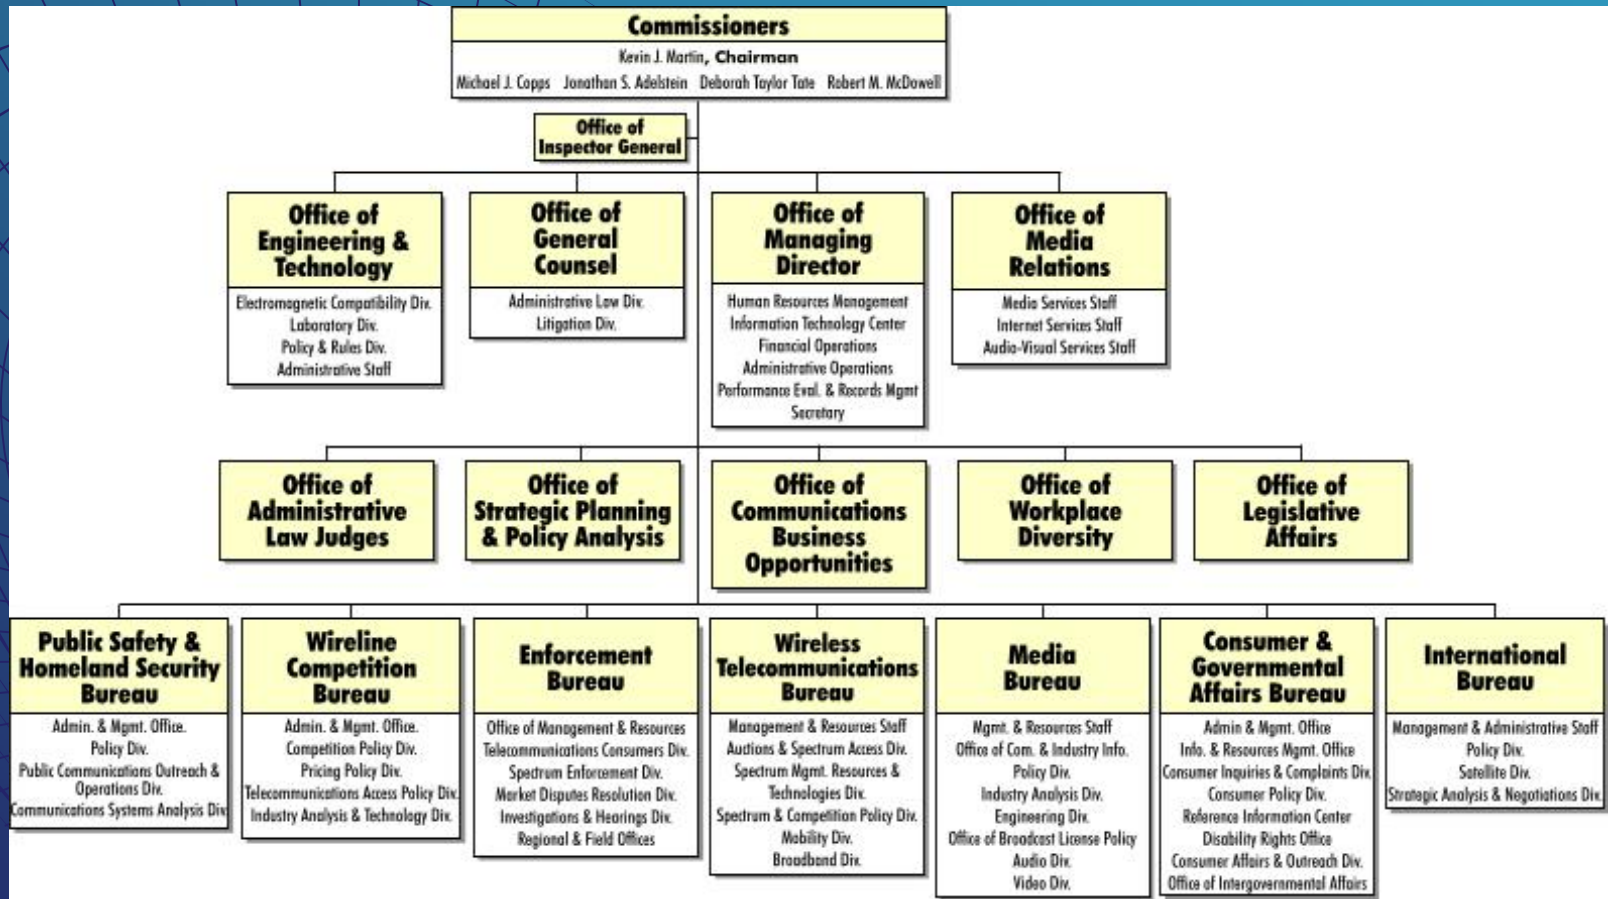 Commissioners
Kevin J. Martin, Chairman
Michael J. Copps Jonathan S. Adelstein Deborah Taylor Tate Robert M. McDowell
Office of
Inspector General
Office of
Engineering &
Technology
Electromagnetic Compatibility Div.
Laboratory Div.
Policy & Rules Div.
Administrative Staff
Office of
General
Counsel
Administrative Law Div.
Litigation Div.
Office of
Managing
Director
Human Resources Management
Information Technology Center
Financial Operations
Administrative Operations
Performance Eval. & Records Mgmt
Secretary
Office of
Media
Relations
Media Services Staff
Internet Services Staff
Audio-Visual Services Staff
Office of
Administrative
Law Judges
Office of
Strategic Planning
& Policy Analysis
Office of
Communications
Business
Opportunities
Office of
Workplace
Diversity
Office of
Legislative
Affairs
Public Safety &
Homeland Security
Bureau
Admin. & Mgmt. Office.
Policy Div.
Public Communications Outreach &
Operations Div.
Communications Systems Analysis Div
Wireline
Competition
Bureau
Admin. & Mgmt. Office.
Competition Policy Div.
Pricing Policy Div.
Telecommunications Access Policy Div.
Industry Analysis & Technology Div.
Enforcement
Bureau
Office of Management & Resources
Telecommunications Consumers Div.
Spectrum Enforcement Div.
Market Disputes Resolution Div.
Investigations & Hearings Div.
Regional & Field Offices
Wireless
Telecommunications
Bureau
Management & Resources Staff
Auctions & Spectrum Access Div.
Spectrum Mgmt. Resources &
Technologies Div.
Spectrum & Competition Policy Div.
Mobility Div.
Broadband Div.
Media
Bureau
Mgmt. & Resources Staff
Office of Com. & Industry Info.
Policy Div.
Industry Analysis Div.
Engineering Div.
Office of Broadcast License Policy
Audio Div.
Video Div.
Consumer &
Governmental
Affairs Bureau
Admin & Mgmt. Office
Info. & Resources Mgmt. Office
Consumer Inquiries & Complaints Div.
Consumer Policy Div.
Reference Information Center
Disability Rights Office
Consumer Affairs & Outreach Div.
Office of Intergovernmental Affairs
International
Bureau
Management & Administrative Staff
Policy Div.
Satellite Div.
Strategic Analysis & Negotiations Div.